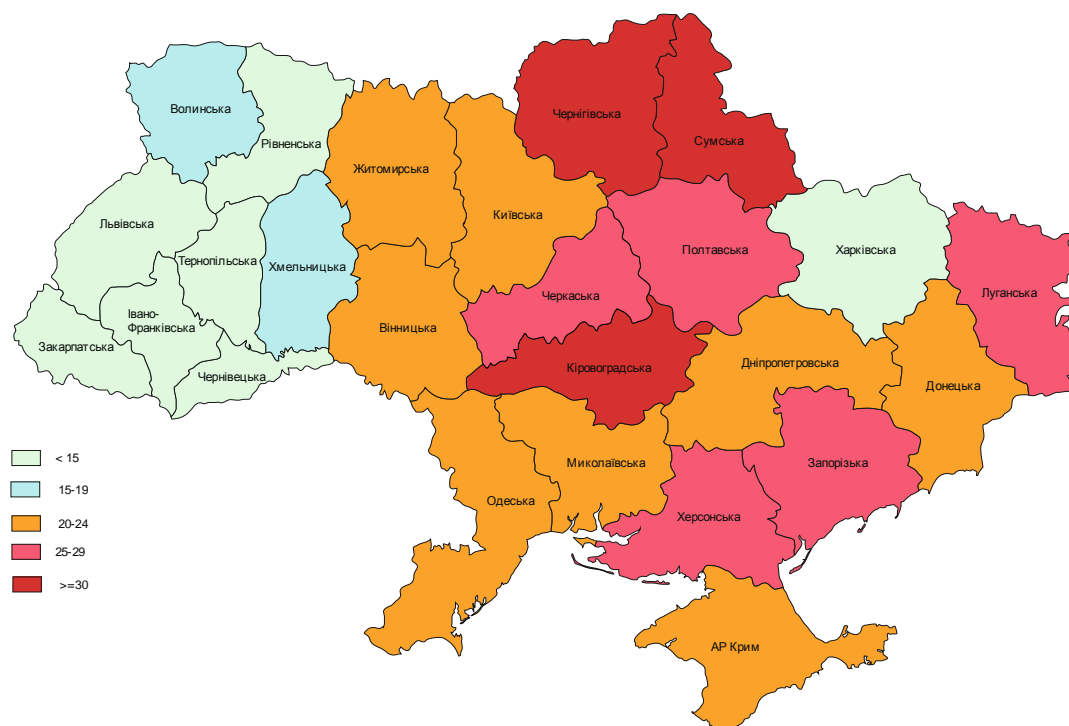 Волинська
Рівненська
Чернігівська
Сумська
Житомирська
Київська
Львівська
Тернопільська
Хмельницька
Полтавська
Харківська
Луганська
Черкаська
Івано-
Франківська
Закарпатська
Чернівецька
Вінницька
Кіровоградська
Дніпропетровська
Донецька
Миколаївська
Запорізька
Одеська
Херсонська
АР Крим
< 15
15-19
20-24
25-29
>=30